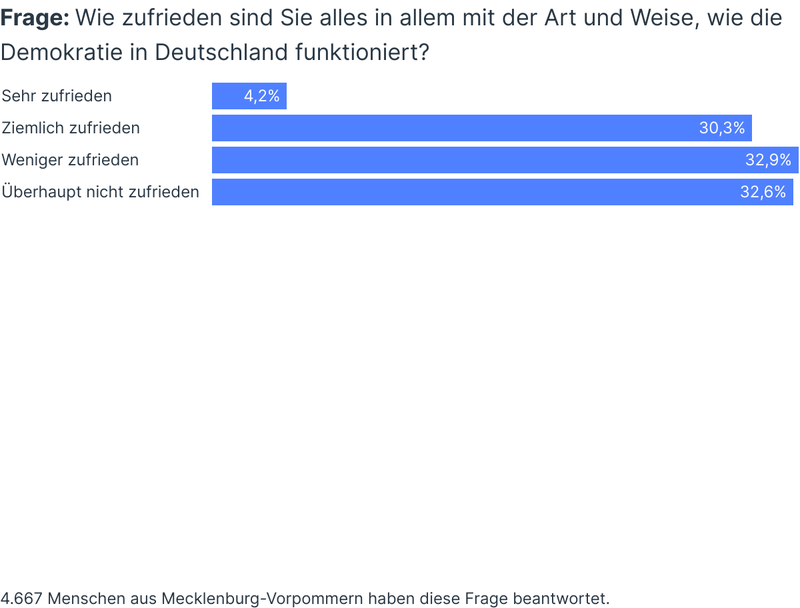 Frage: Wie zufrieden sind Sie alles in allem mit der Art und Weise, wie die
Demokratie in Deutschland funktioniert?
Sehr zufrieden 4,2%
Ziemlich zufrieden 30,3%
Weniger zufrieden 32,9%
Überhaupt nicht zufrieden 32,6%
4.667 Menschen aus Mecklenburg-Vorpommern haben diese Frage beantwortet.